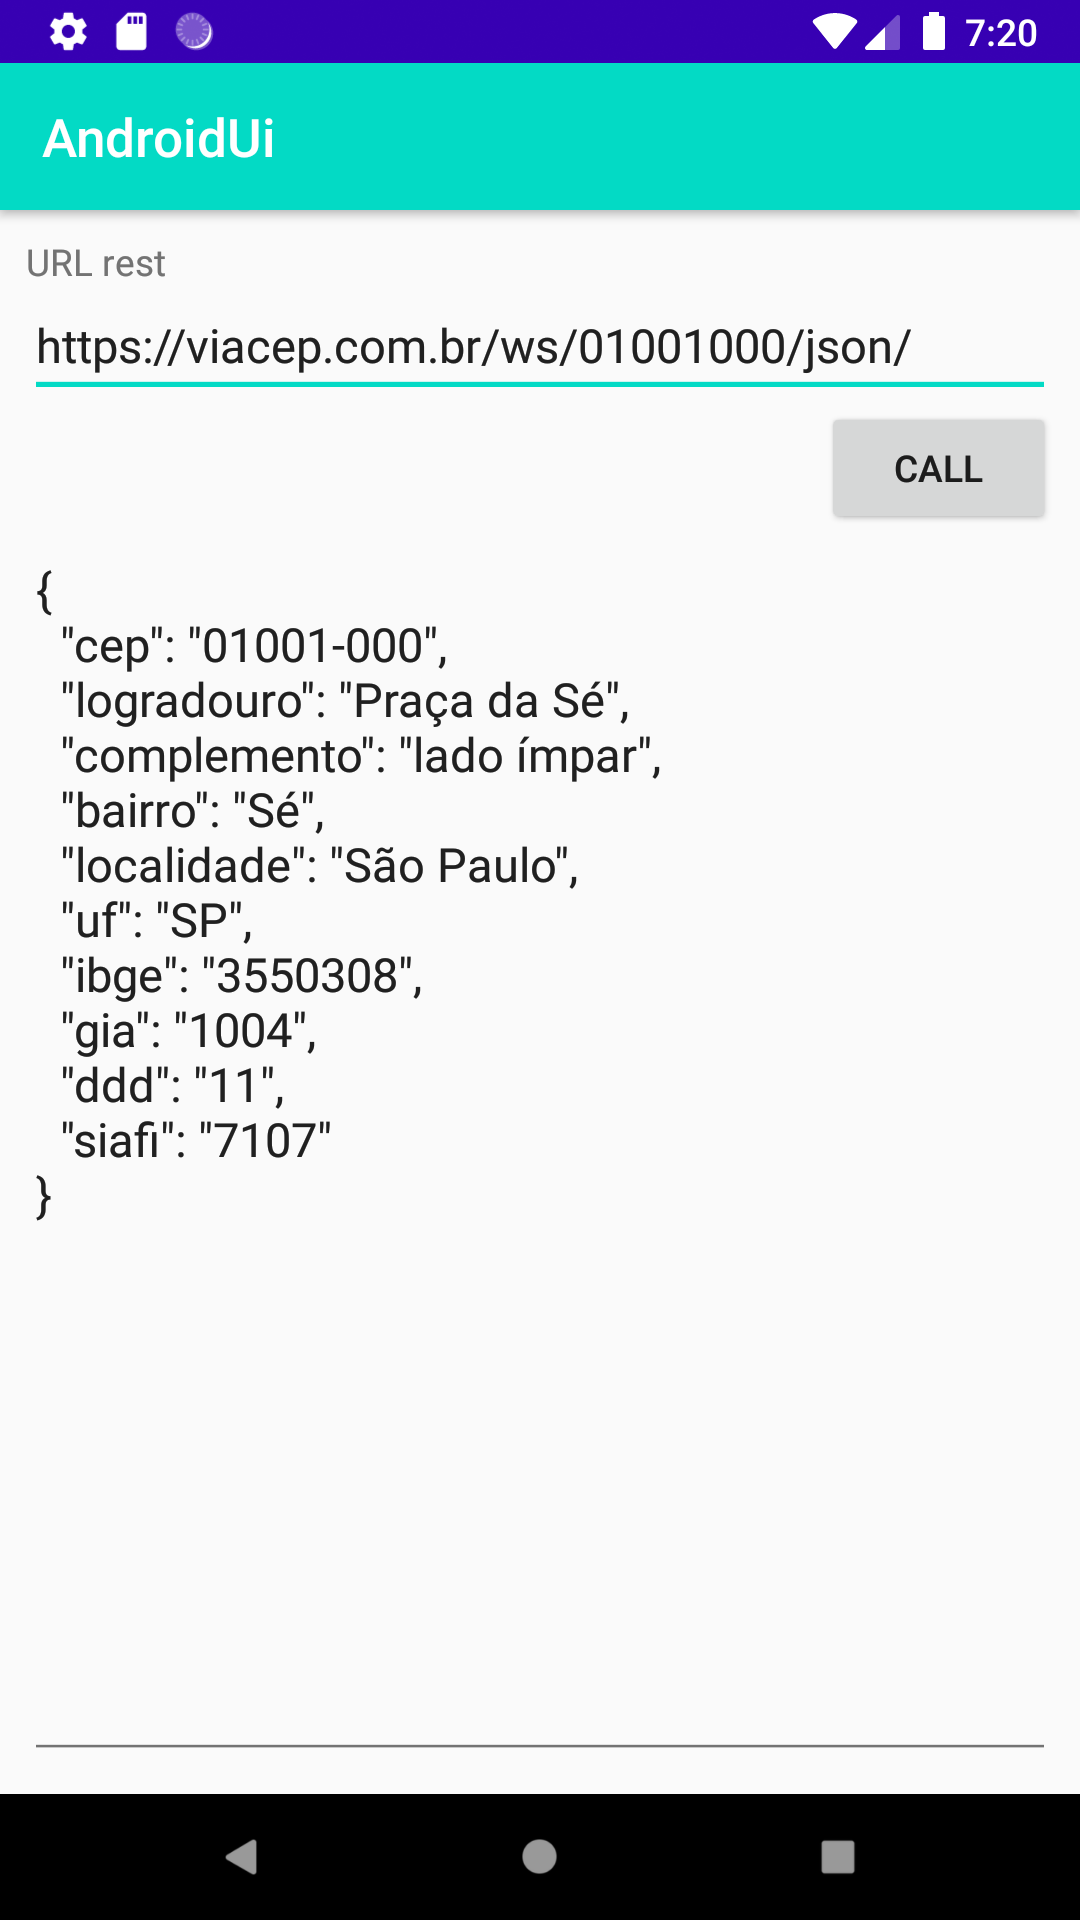 7:20
AndroidUi
URL rest
https://viacep.com.br/ws/01001000/json/
CALL
{
  "cep": "01001-000",
  "logradouro": "Praça da Sé",
  "complemento": "lado ímpar",
  "bairro": "Sé",
  "localidade": "São Paulo",
  "uf": "SP",
  "ibge": "3550308",
  "gia": "1004",
  "ddd": "11",
  "siafi": "7107"
}